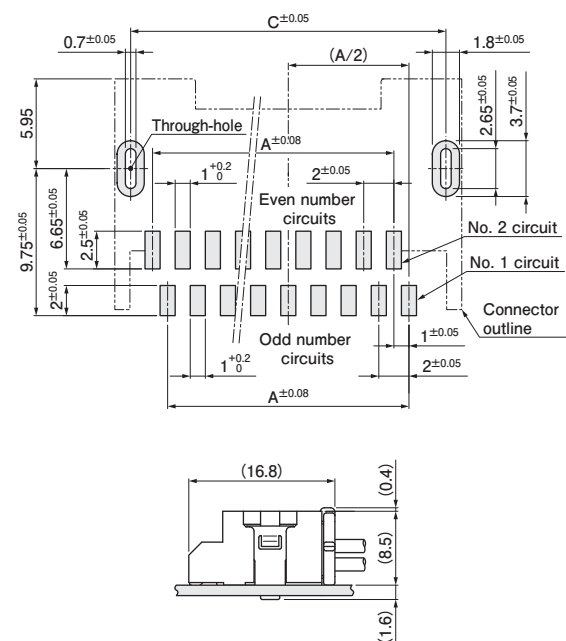 C±0.05
0.7±0.05
(A/2)
1.8±0.05
5.95
Through-hole
A±0.08
2.65±0.05
3.7±0.05
1+0.2 0
2±0.05
Even number
circuits
9.75±0.05
6.65±0.05
2.5±0.05
2±0.05
No. 2 circuit
No. 1 circuit
Connector
outline
Odd number
circuits
1+0.2 0
1±0.05
2±0.05
A±0.08
(16.8)
(0.4)
(8.5)
(1.6)